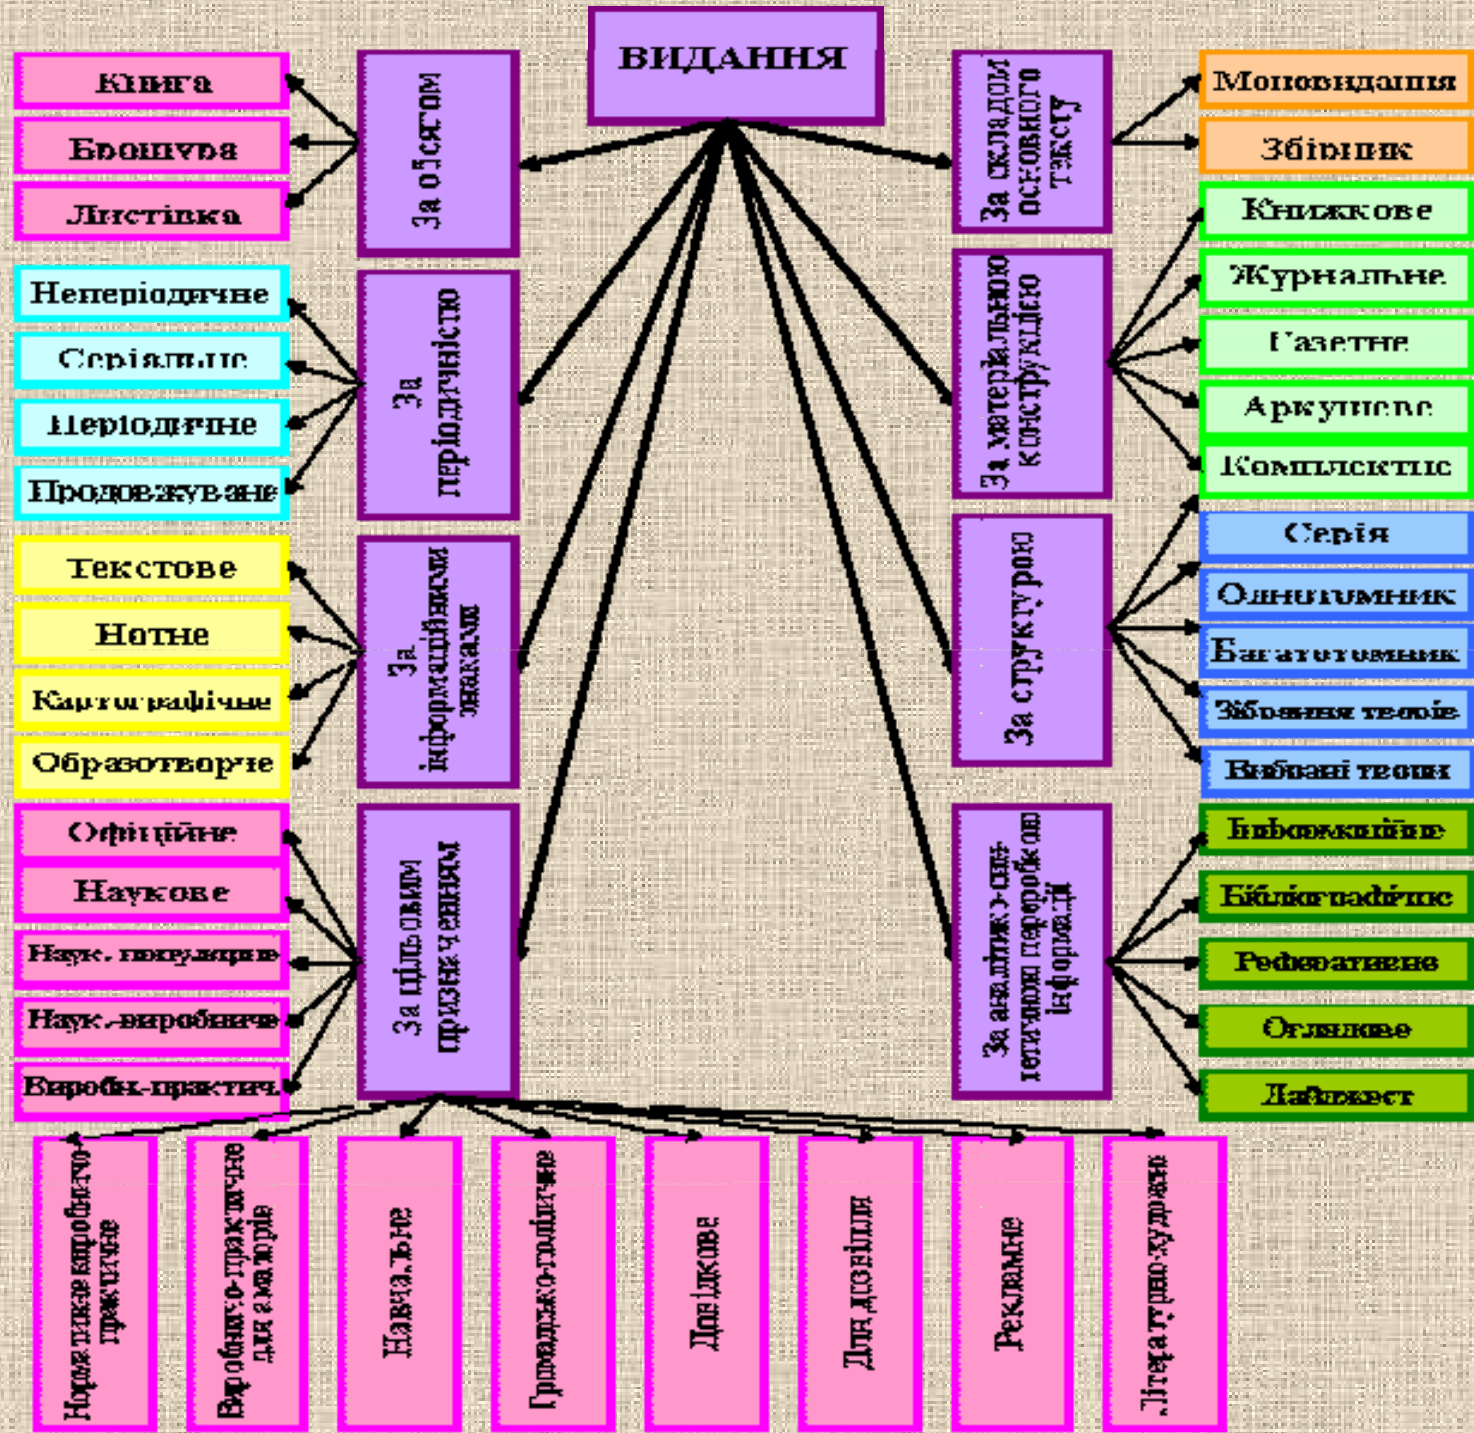 ВИДАННЯ
За обсягом
Книга
Брошура
Листівка
За
періодичністю
Неперіодичне
Серіальне
Періодичне
Продовжуване
За
інформаційними
знаками
Текстове
Нотне
Картографічне
Образотворче
За цільовим
призначенням
Офіційне
Наукове
Наук. популярне
Наук.-виробниче
Виробн.-практич.
Нормативне виробничо-
практичне
Виробничо-практичне
для аматорів
Навчальне
Громадсько-політичне
Довідкове
Для дозвілля
Рекламне
Літературно-художнє
За складом
основного
тексту
Моновидання
Збірник
За матеріальною
конструкцією
Книжкове
Журнальне
Газетне
Аркушеве
Комплектне
За структурою
Серія
Однотомник
Багатотомник
Зібрання творів
Вибрані твори
За аналітико-син-
тетичною переробкою
інформації
Інформаційне
Бібліографічне
Реферативне
Оглядове
Дайджест